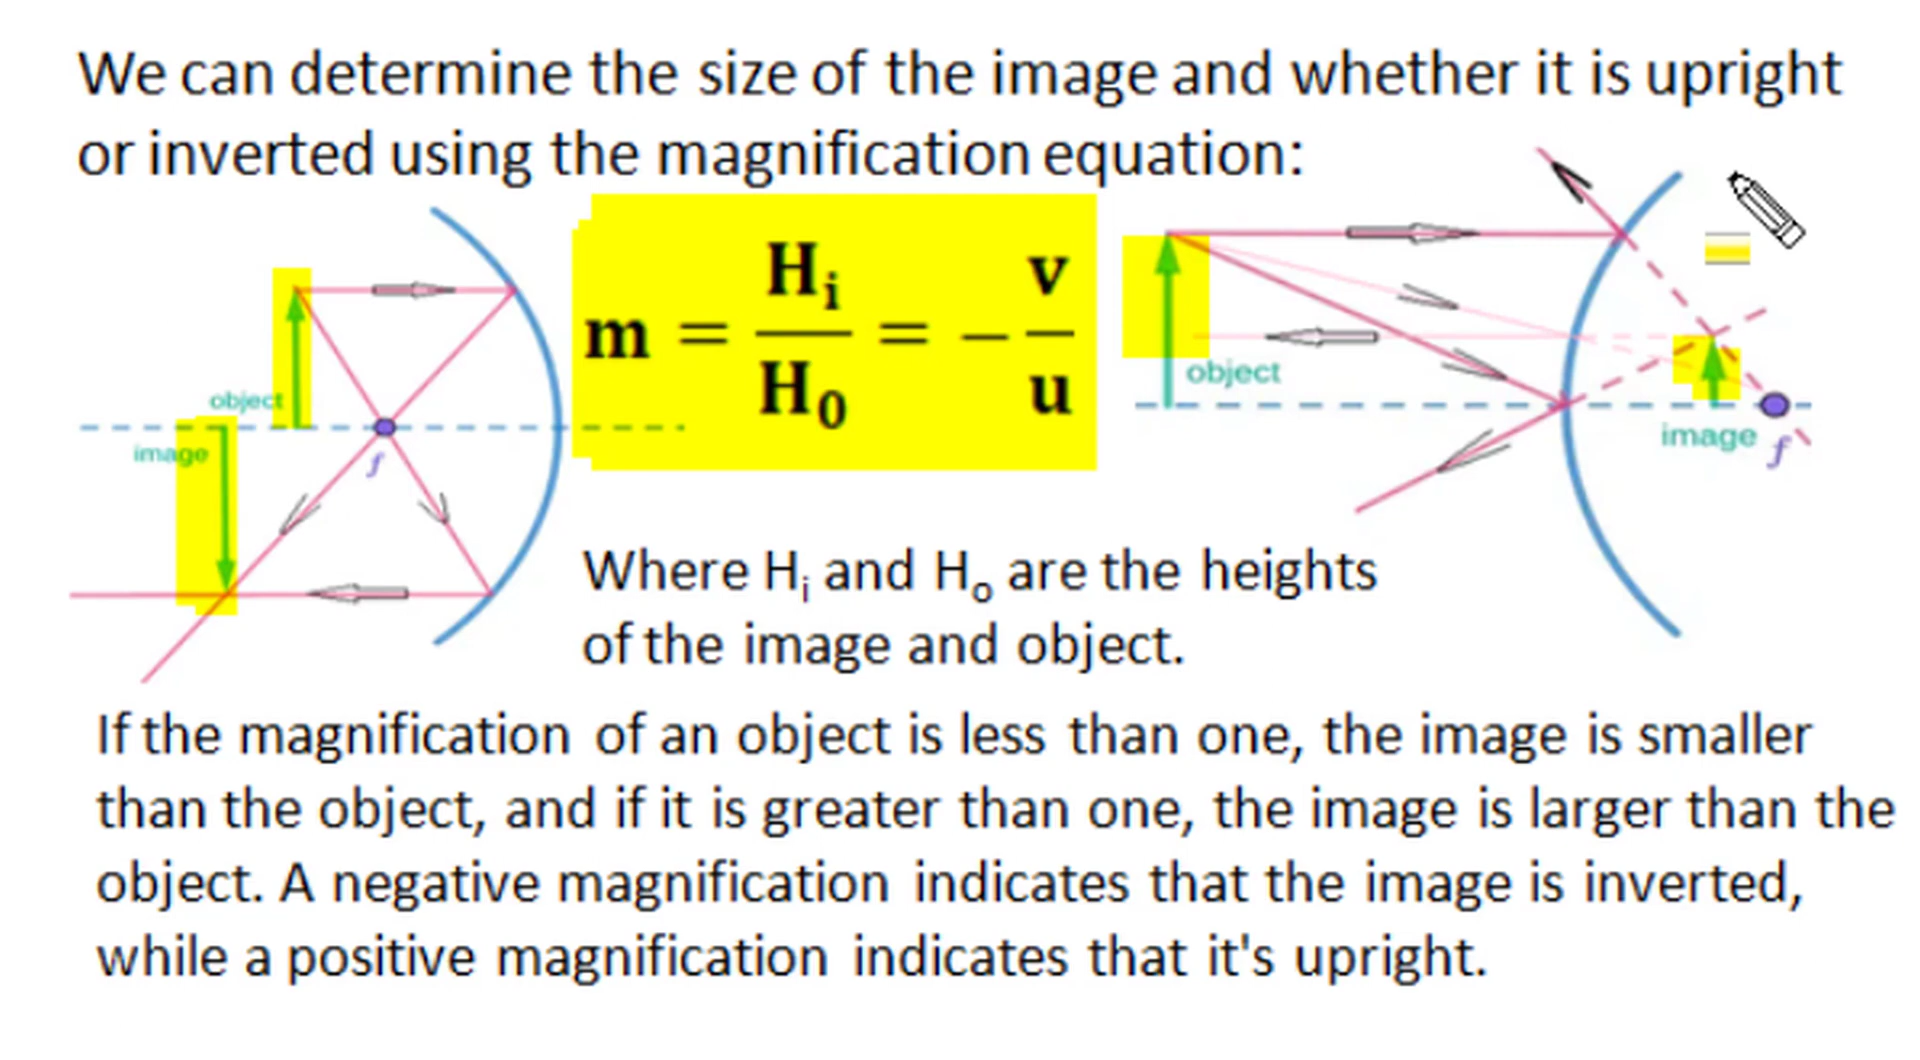 We can determine the size of the image and whether it is upright
or inverted using the magnification equation:
m = Hᵢ/H₀ = − v/u
object
image
f
object
image
f
Where Hᵢ and Hₒ are the heights
of the image and object.
If the magnification of an object is less than one, the image is smaller
than the object, and if it is greater than one, the image is larger than the
object. A negative magnification indicates that the image is inverted,
while a positive magnification indicates that it's upright.